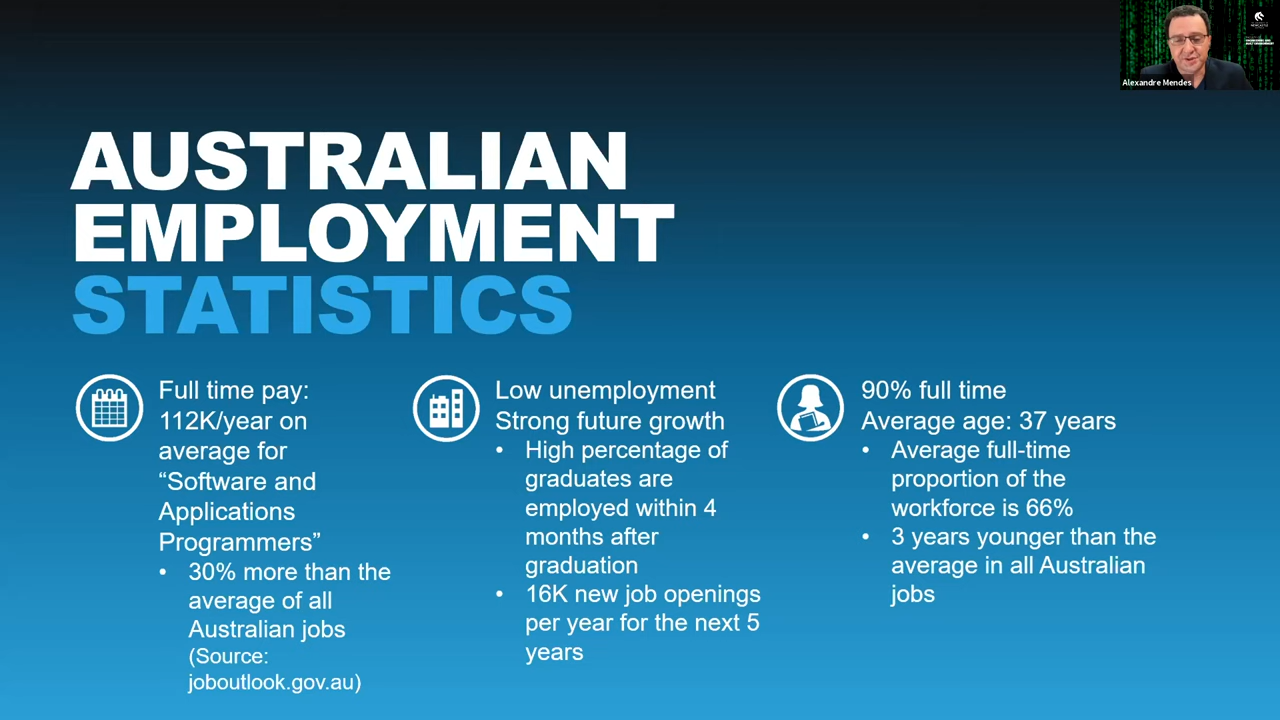 Alexandre Mendes
AUSTRALIAN
EMPLOYMENT
STATISTICS
Full time pay:
112K/year on
average for
“Software and
Applications
Programmers”
• 30% more than the
average of all
Australian jobs
(Source:
joboutlook.gov.au)
Low unemployment
Strong future growth
• High percentage of
graduates are
employed within 4
months after
graduation
• 16K new job openings
per year for the next 5
years
90% full time
Average age: 37 years
• Average full-time
proportion of the
workforce is 66%
• 3 years younger than the
average in all Australian
jobs